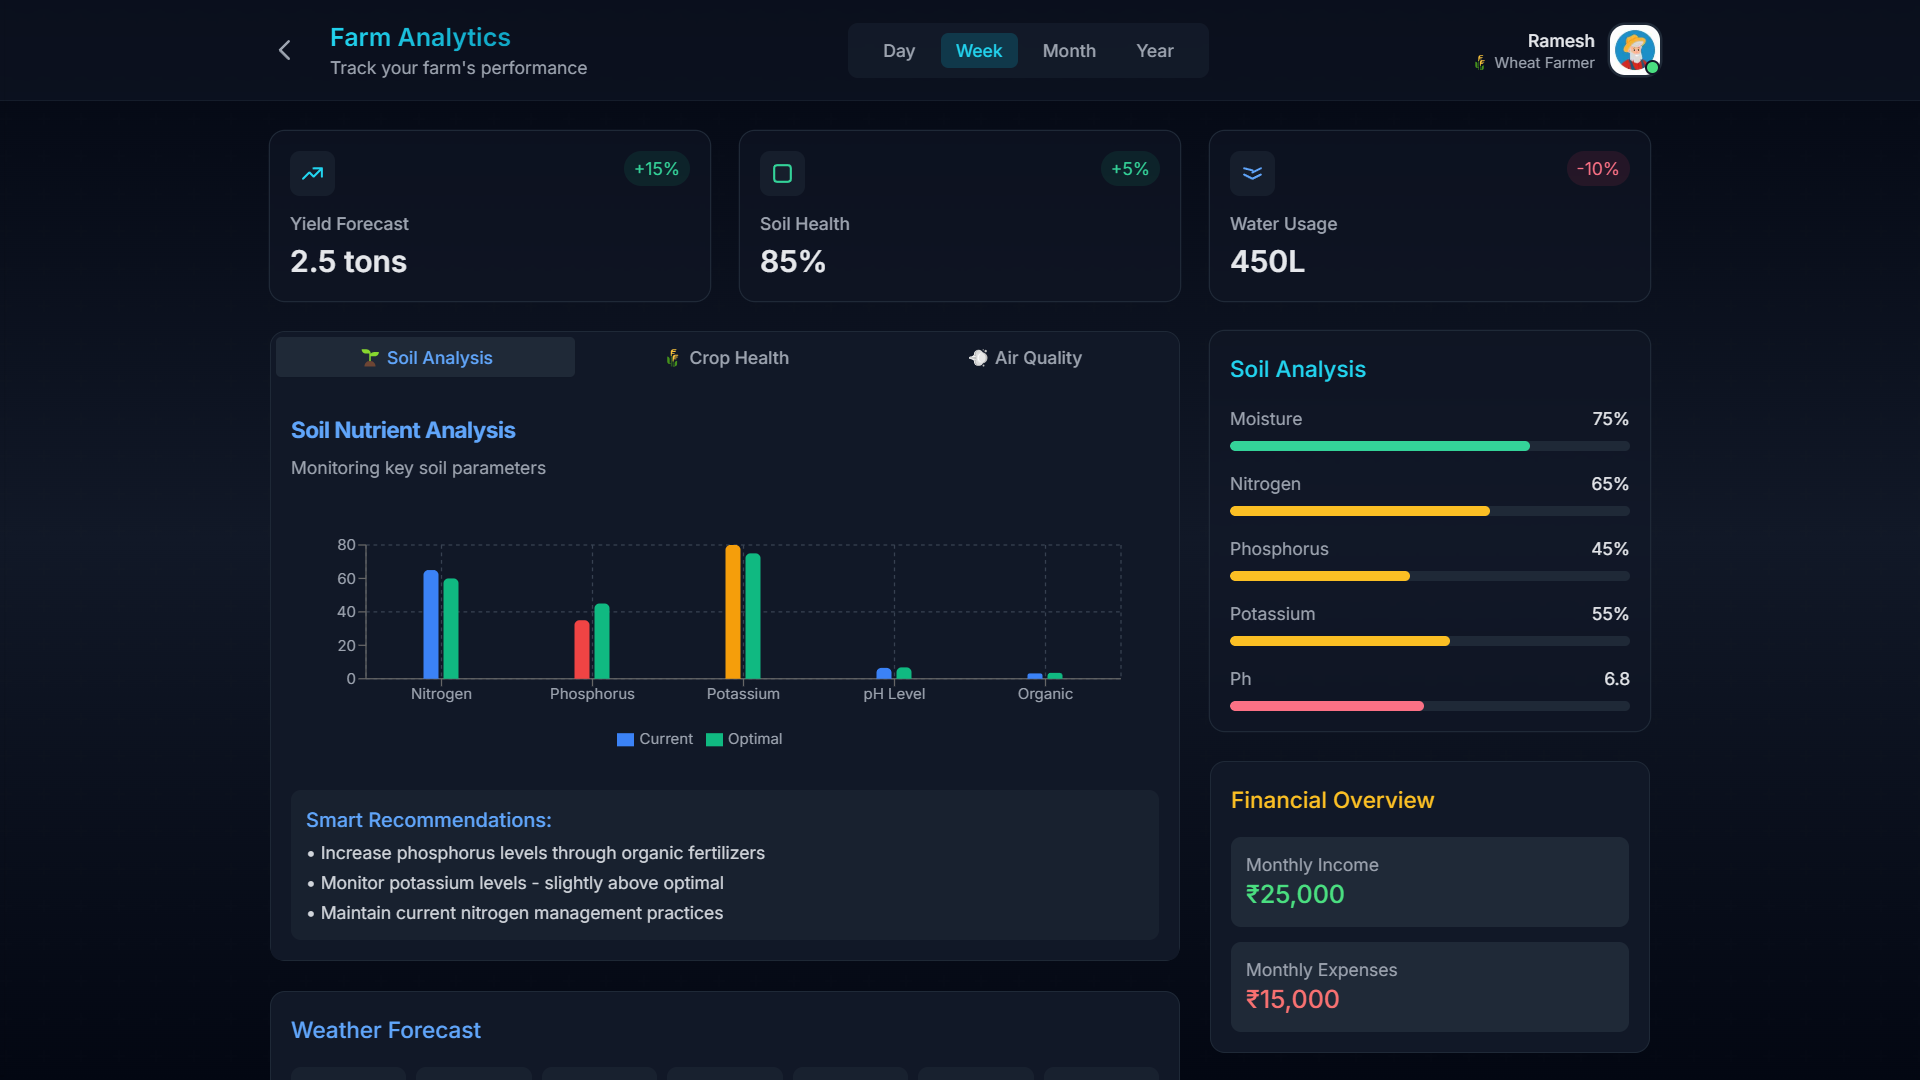 Farm Analytics
Track your farm's performance
Day Week Month Year
Ramesh
Wheat Farmer
+15%
Yield Forecast
2.5 tons
+5%
Soil Health
85%
-10%
Water Usage
450L
Soil Analysis
Crop Health
Air Quality
Soil Nutrient Analysis
Monitoring key soil parameters
80
60
40
20
0
Nitrogen Phosphorus Potassium pH Level Organic
Current Optimal
Smart Recommendations:
• Increase phosphorus levels through organic fertilizers
• Monitor potassium levels - slightly above optimal
• Maintain current nitrogen management practices
Weather Forecast
Soil Analysis
Moisture 75%
Nitrogen 65%
Phosphorus 45%
Potassium 55%
Ph 6.8
Financial Overview
Monthly Income
₹25,000
Monthly Expenses
₹15,000